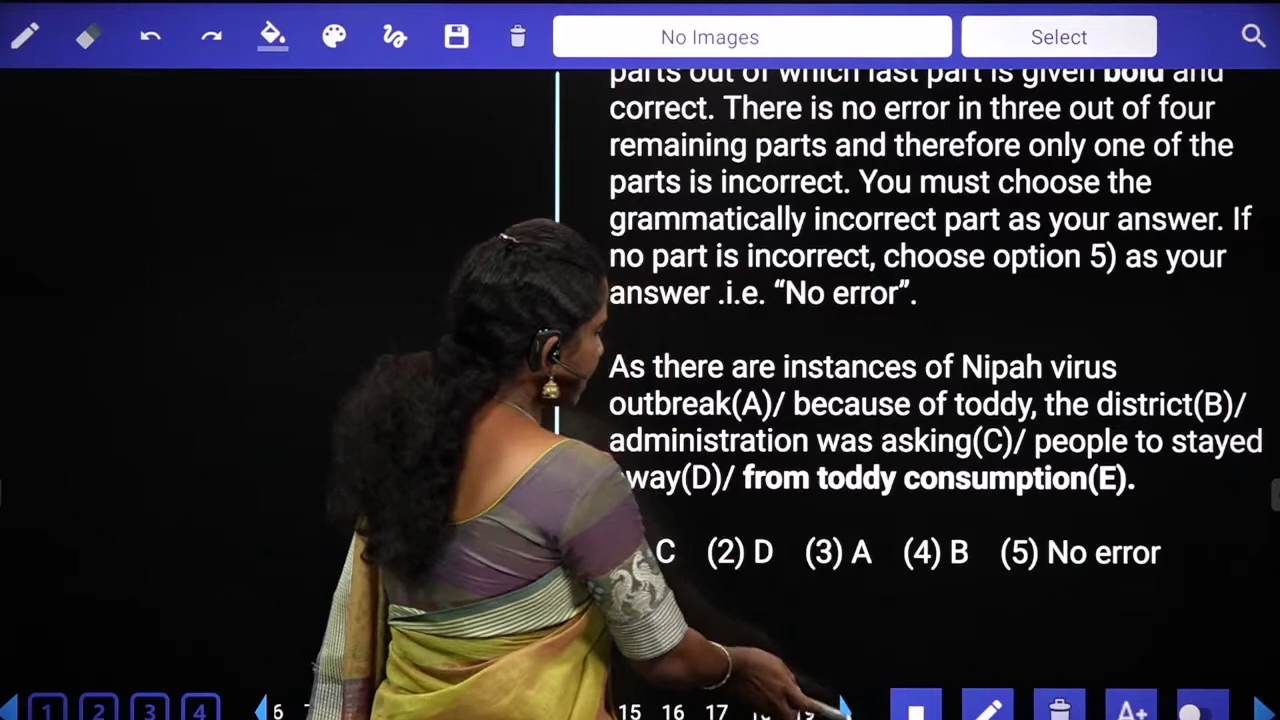 No Images
Select
parts out of which last part is given bold and
correct. There is no error in three out of four
remaining parts and therefore only one of the
parts is incorrect. You must choose the
grammatically incorrect part as your answer. If
no part is incorrect, choose option 5) as your
answer .i.e. “No error”.
As there are instances of Nipah virus
outbreak(A)/ because of toddy, the district(B)/
administration was asking(C)/ people to stayed
way(D)/ from toddy consumption(E).
C (2) D (3) A (4) B (5) No error
1 2 3 4 6 15 16 17 A+